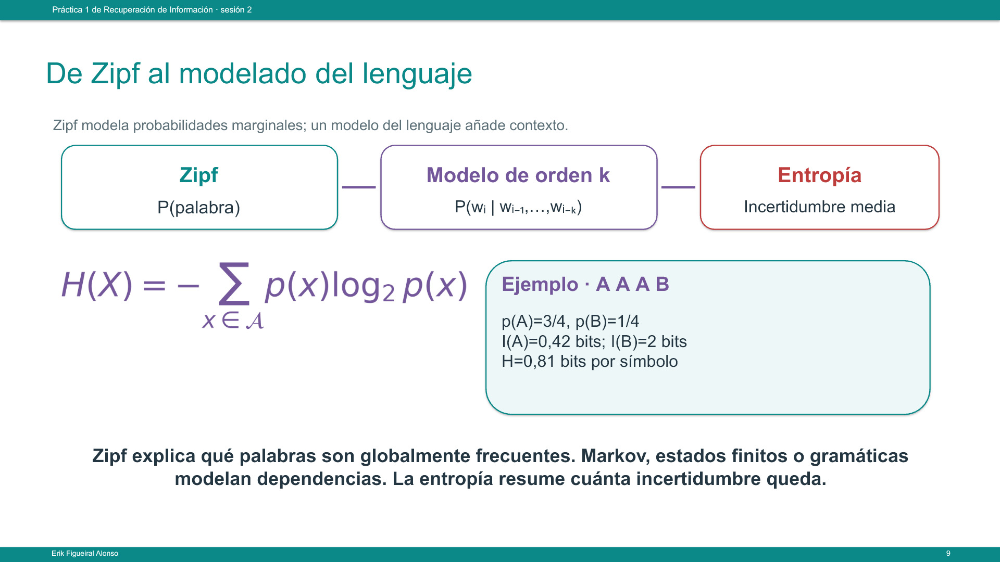 Práctica 1 de Recuperación de Información · sesión 2
De Zipf al modelado del lenguaje
Zipf modela probabilidades marginales; un modelo del lenguaje añade contexto.
Zipf
P(palabra)
Modelo de orden k
P(wᵢ | wᵢ₋₁,…,wᵢ₋ₖ)
Entropía
Incertidumbre media
H(X) = − ∑ p(x)log₂ p(x)
x ∈ 𝒜
Ejemplo · A A A B
p(A)=3/4, p(B)=1/4
I(A)=0,42 bits; I(B)=2 bits
H=0,81 bits por símbolo
Zipf explica qué palabras son globalmente frecuentes. Markov, estados finitos o gramáticas
modelan dependencias. La entropía resume cuánta incertidumbre queda.
Erik Figueiral Alonso
9